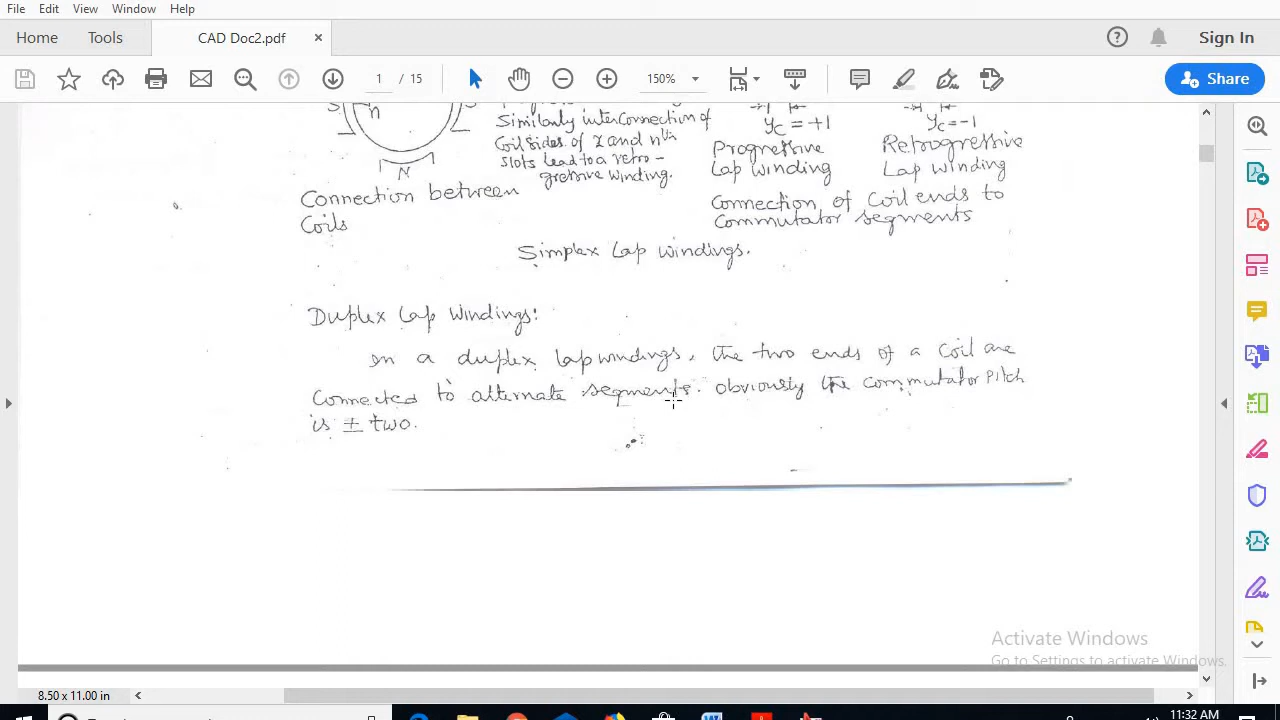 File Edit View Window Help
Home Tools CAD Doc2.pdf × Sign In
1 / 15 150% Share
n
Similarly interconnection of
Coil sides of 1 and nth
slots lead to a retro-
gressive winding.
N
Connection between
Coils
yc = +1
Progressive
Lap winding
yc = -1
Retrogressive
Lap winding
Connection of Coil ends to
Commutator segments
Simplex Lap windings.
Duplex Lap Windings:
In a duplex lap windings, the two ends of a Coil are
Connected to alternate segments. obviously the commutator pitch
is ± two.
Activate Windows
Go to Settings to activate Windows.
8.50 x 11.00 in
11:32 AM